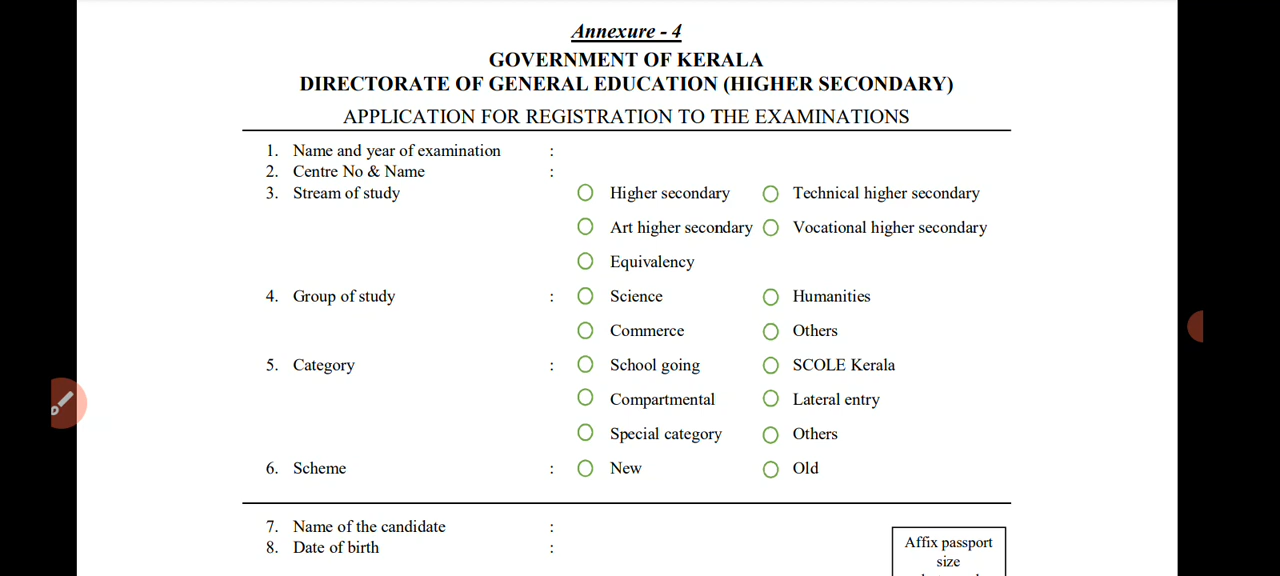 Annexure - 4
GOVERNMENT OF KERALA
DIRECTORATE OF GENERAL EDUCATION (HIGHER SECONDARY)
APPLICATION FOR REGISTRATION TO THE EXAMINATIONS
1. Name and year of examination :
2. Centre No & Name :
3. Stream of study Higher secondary Technical higher secondary
Art higher secondary Vocational higher secondary
Equivalency
4. Group of study : Science Humanities
Commerce Others
5. Category : School going SCOLE Kerala
Compartmental Lateral entry
Special category Others
6. Scheme : New Old
7. Name of the candidate :
8. Date of birth :
Affix passport
size